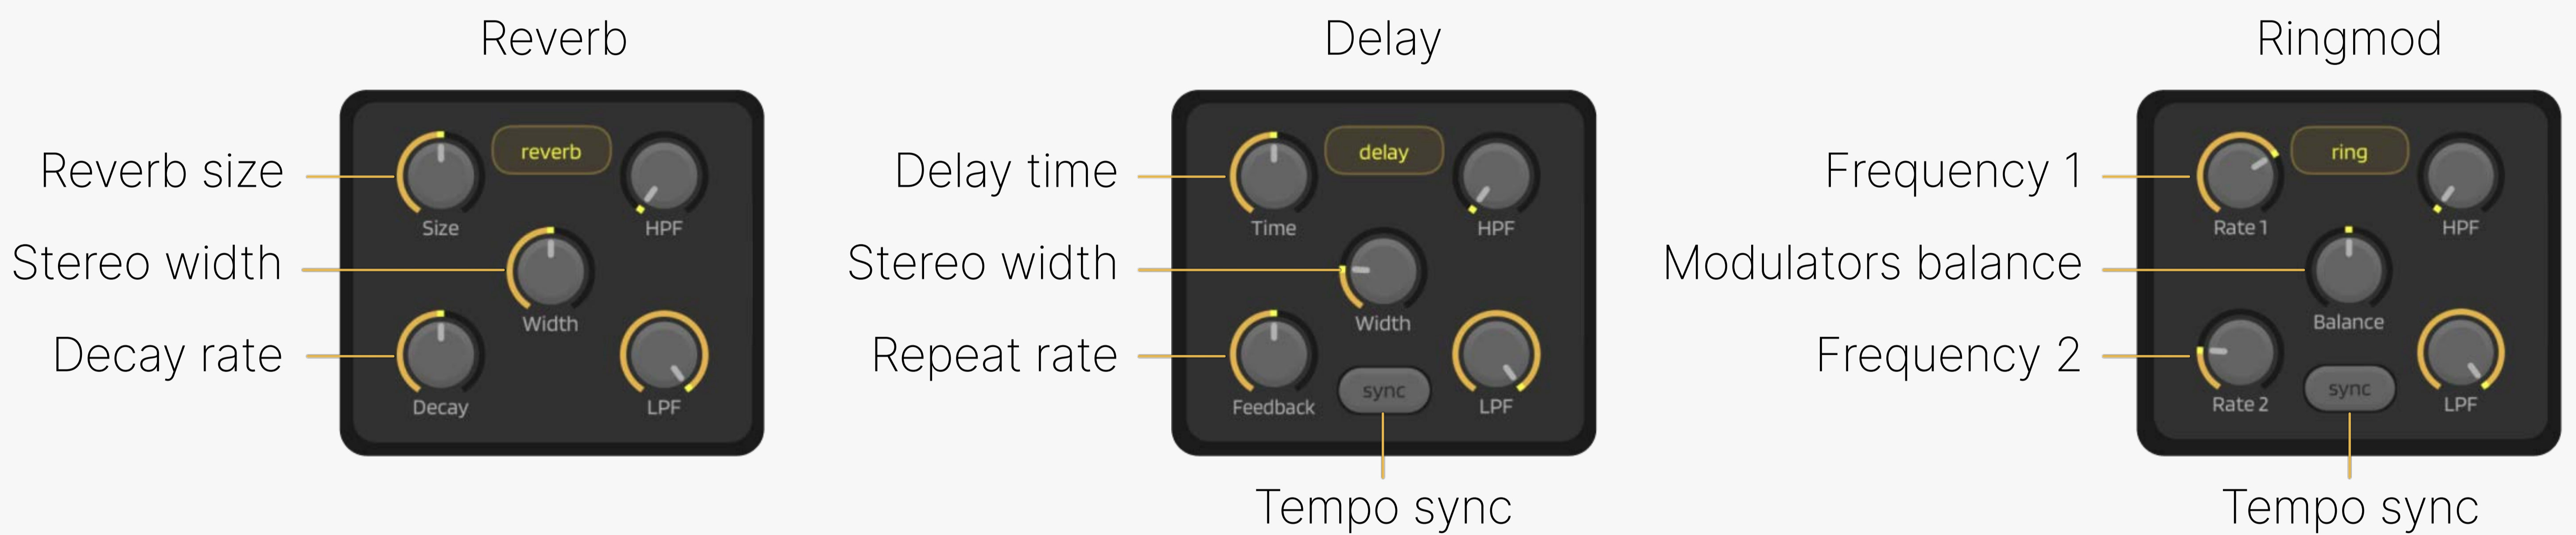 Reverb
Reverb size
Stereo width
Decay rate
reverb
Size
HPF
Width
Decay
LPF
Delay
Delay time
Stereo width
Repeat rate
delay
Time
HPF
Width
Feedback
sync
LPF
Tempo sync
Ringmod
Frequency 1
Modulators balance
Frequency 2
ring
Rate 1
HPF
Balance
Rate 2
sync
LPF
Tempo sync